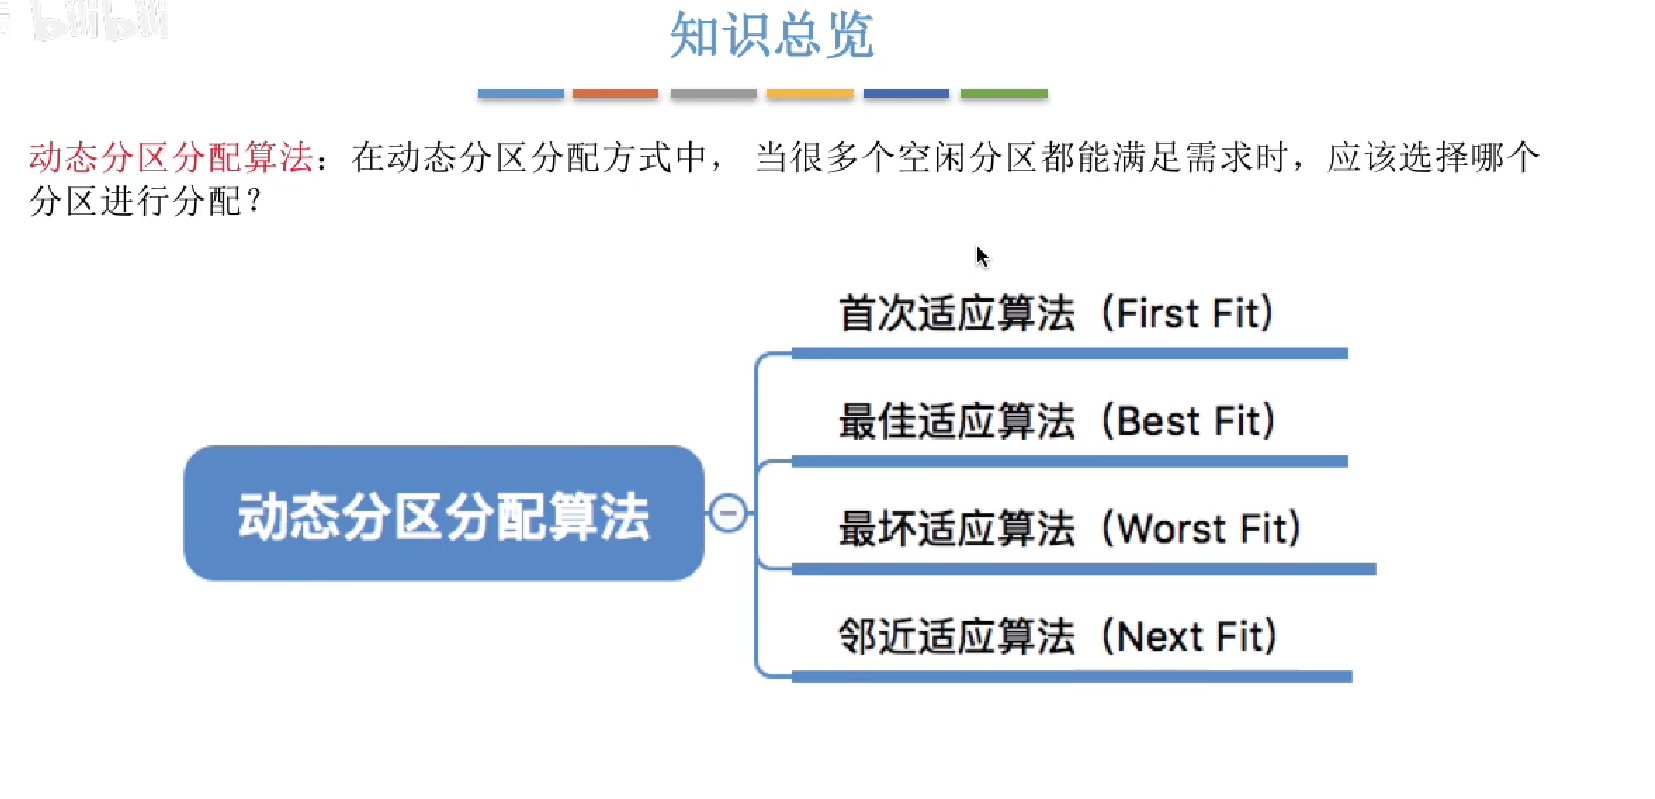 bilibili
知识总览
动态分区分配算法：在动态分区分配方式中， 当很多个空闲分区都能满足需求时，应该选择哪个
分区进行分配？
首次适应算法（First Fit）
最佳适应算法（Best Fit）
动态分区分配算法
最坏适应算法（Worst Fit）
邻近适应算法（Next Fit）